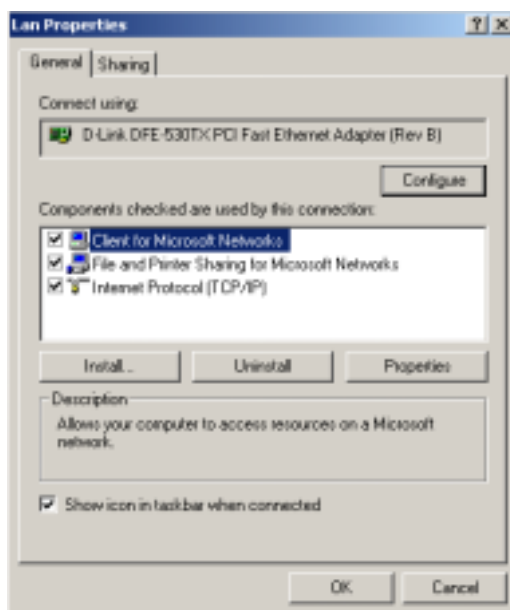 Lan Properties
General
Sharing
Connect using:
D-Link DFE-530TX PCI Fast Ethernet Adapter (Rev B)
Configure
Components checked are used by this connection:
Client for Microsoft Networks
File and Printer Sharing for Microsoft Networks
Internet Protocol (TCP/IP)
Install...
Uninstall
Properties
Description
Allows your computer to access resources on a Microsoft
network.
Show icon in taskbar when connected
OK
Cancel